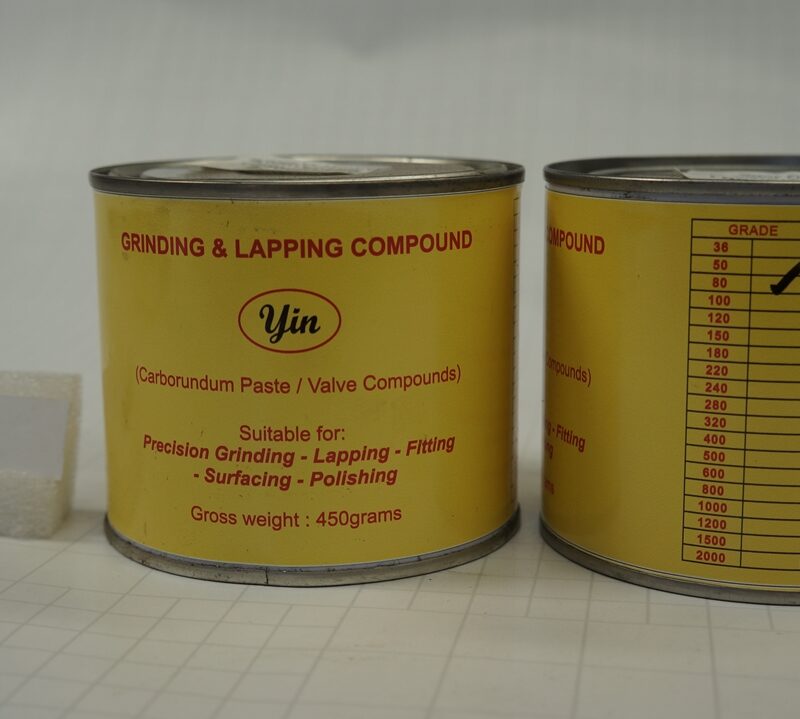 GRINDING & LAPPING COMPOUND
Yin
(Carborundum Paste / Valve Compounds)
Suitable for:
Precision Grinding - Lapping - Fitting
- Surfacing - Polishing
Gross weight : 450grams
COMPOUND
ompounds)
- Fitting
GRADE
36
50
80
100
120
150
180
220
240
280
320
400
500
600
800
1000
1200
1500
2000